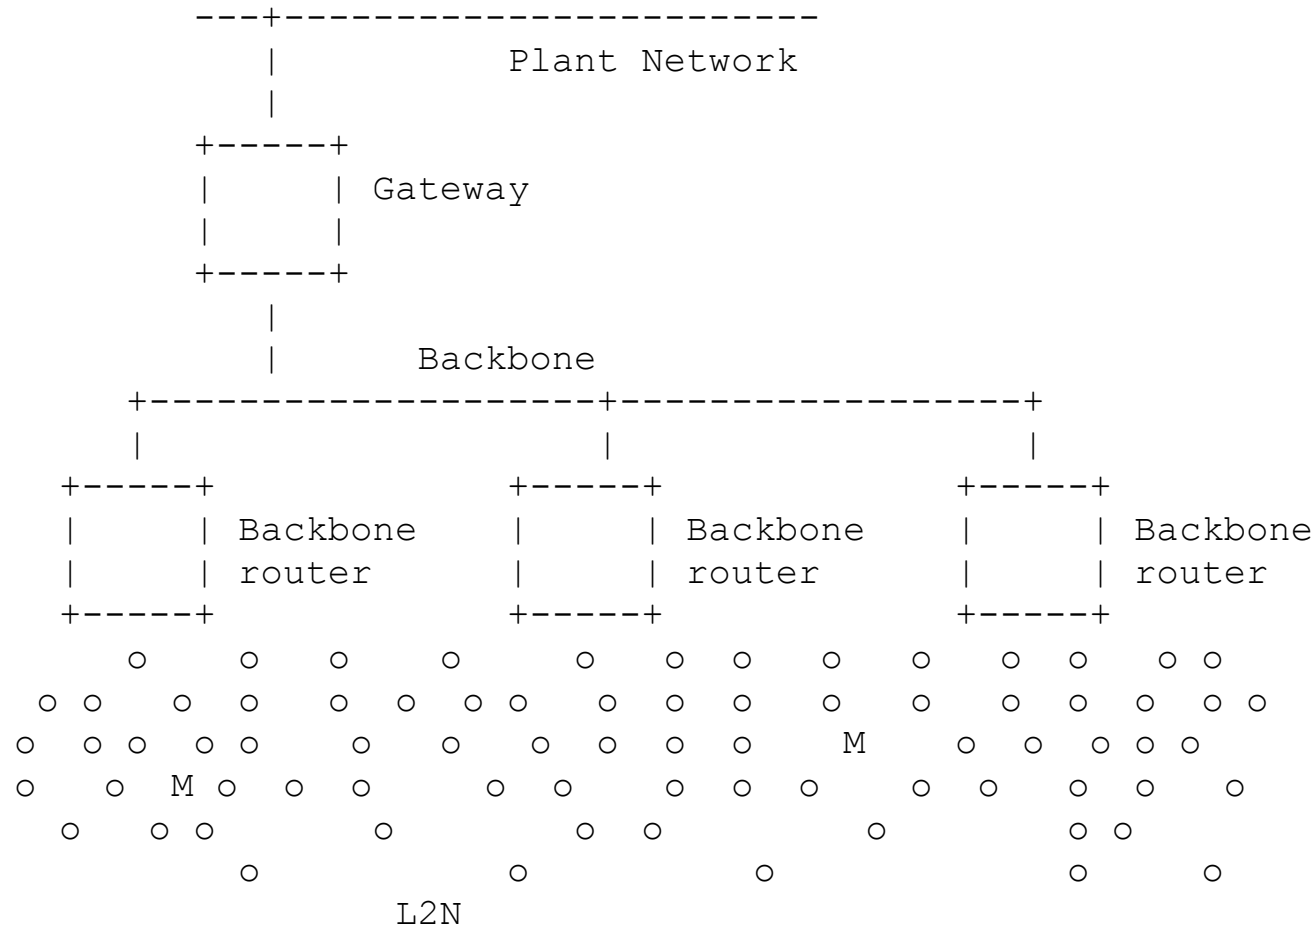 ---+------------------------
| Plant Network
|
+-----+
| | Gateway
| |
+-----+
|
| Backbone
+--------------------+------------------+
| | |
+-----+ +-----+ +-----+
| | Backbone | | Backbone | | Backbone
| | router | | router | | router
+-----+ +-----+ +-----+
o o o o o o o o o o o o o
o o o o o o o o o o o o o o o o o
o o o o o o o o o o o M o o o o o
o o M o o o o o o o o o o o o o
o o o o o o o o o
o o o o o
L2N